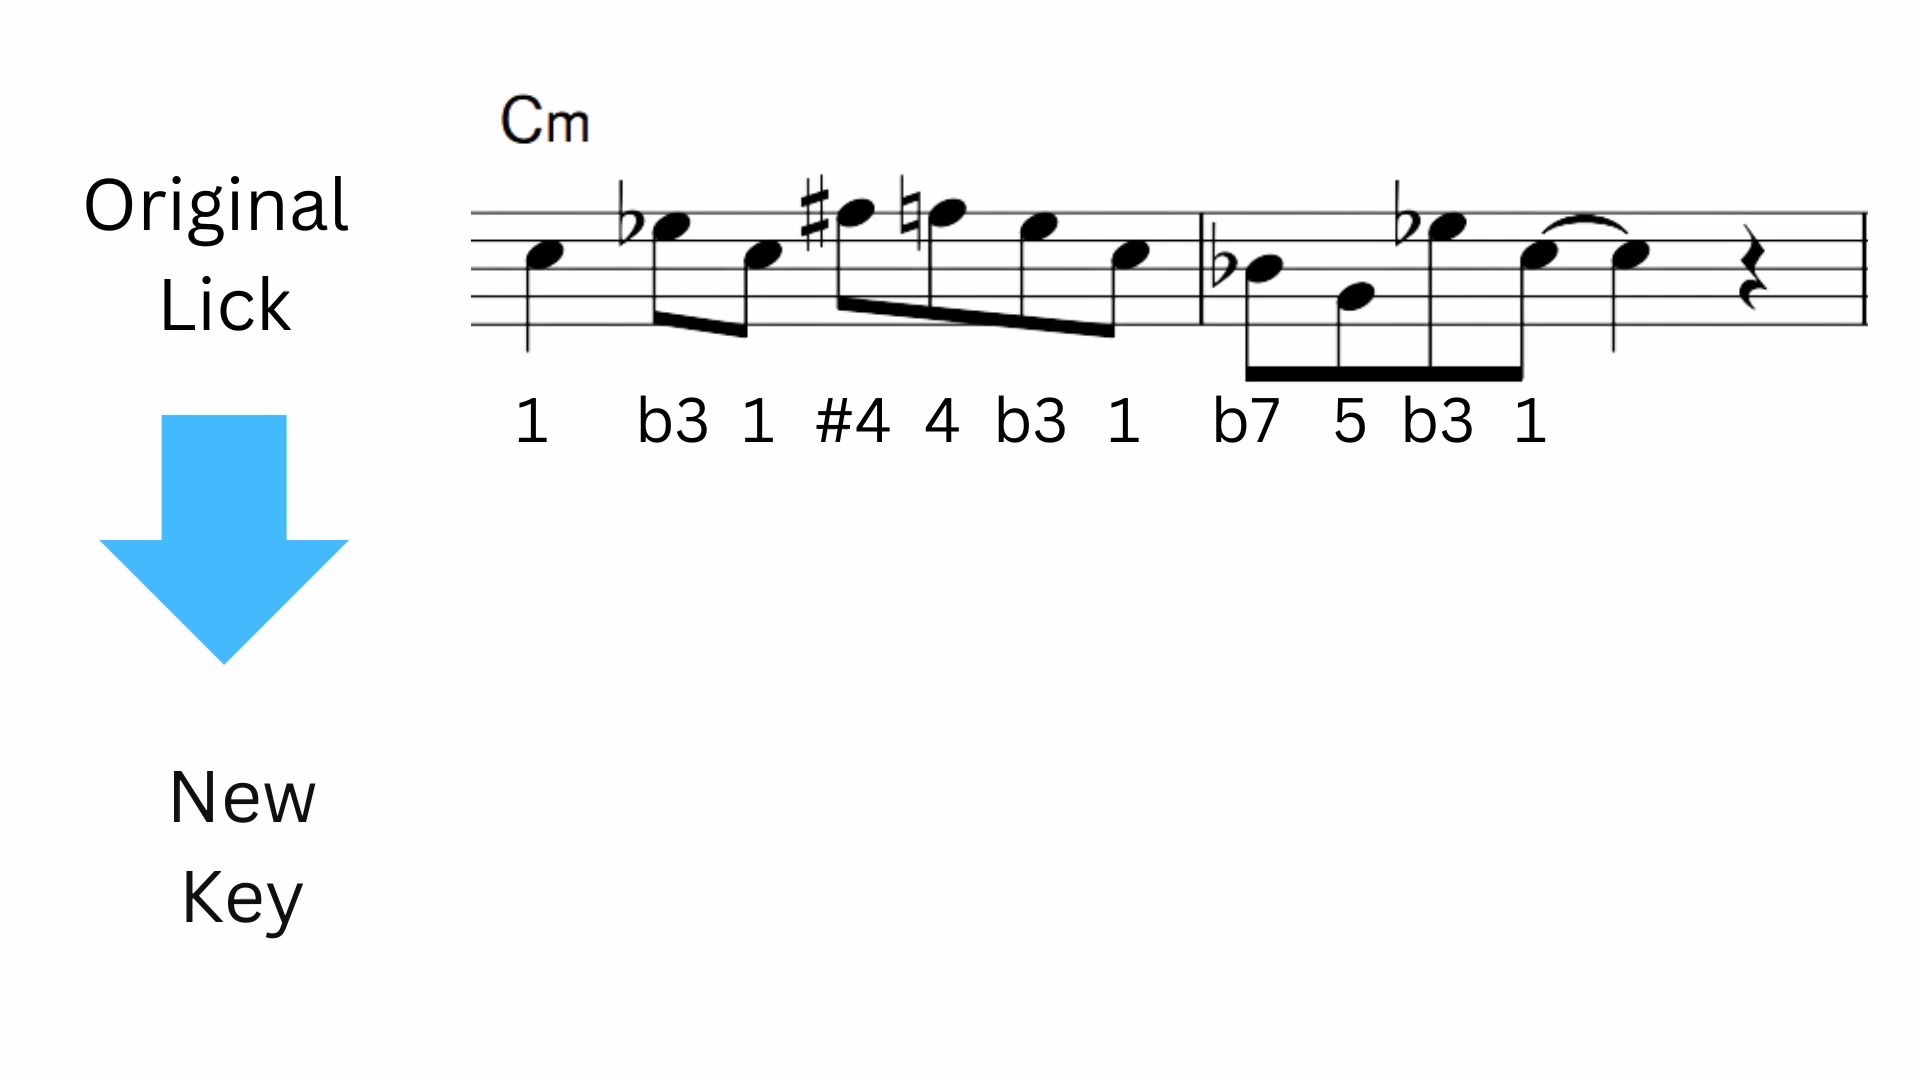 Cm
Original
Lick
1 b3 1 #4 4 b3 1 b7 5 b3 1
New
Key